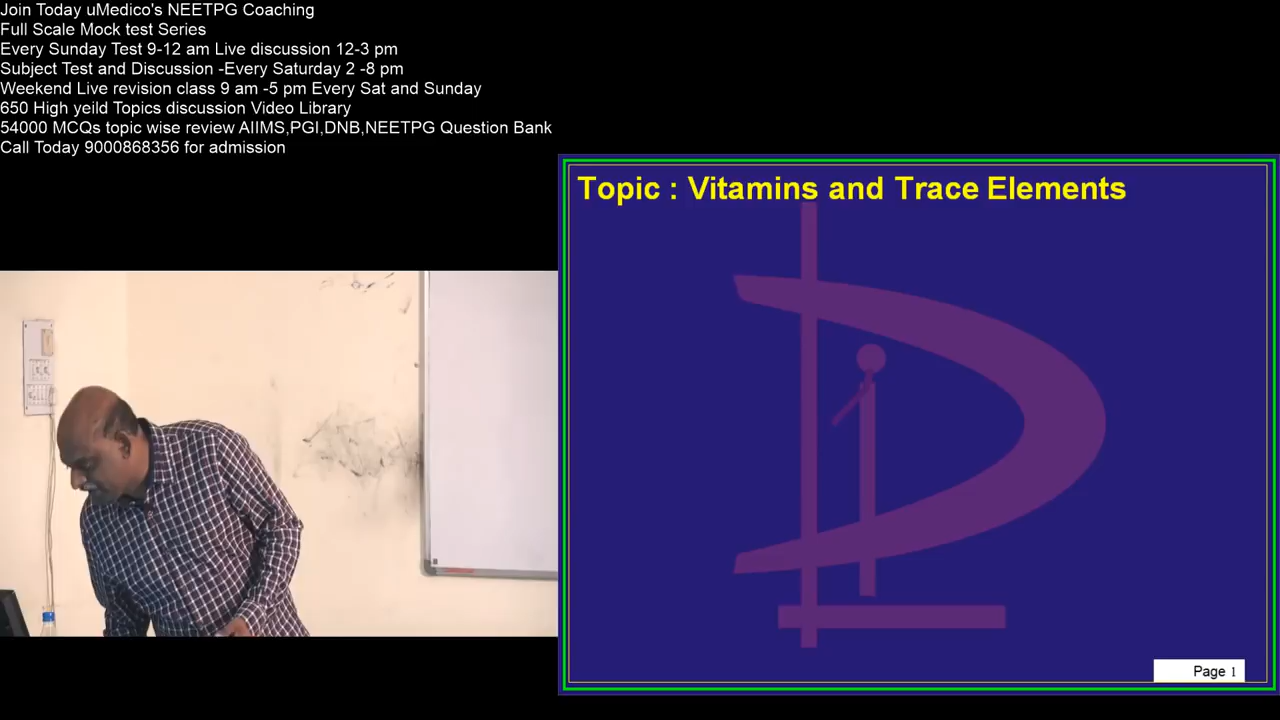 Join Today uMedico's NEETPG Coaching
Full Scale Mock test Series
Every Sunday Test 9-12 am Live discussion 12-3 pm
Subject Test and Discussion -Every Saturday 2 -8 pm
Weekend Live revision class 9 am -5 pm Every Sat and Sunday
650 High yeild Topics discussion Video Library
54000 MCQs topic wise review AIIMS,PGI,DNB,NEETPG Question Bank
Call Today 9000868356 for admission
Topic : Vitamins and Trace Elements
Page 1